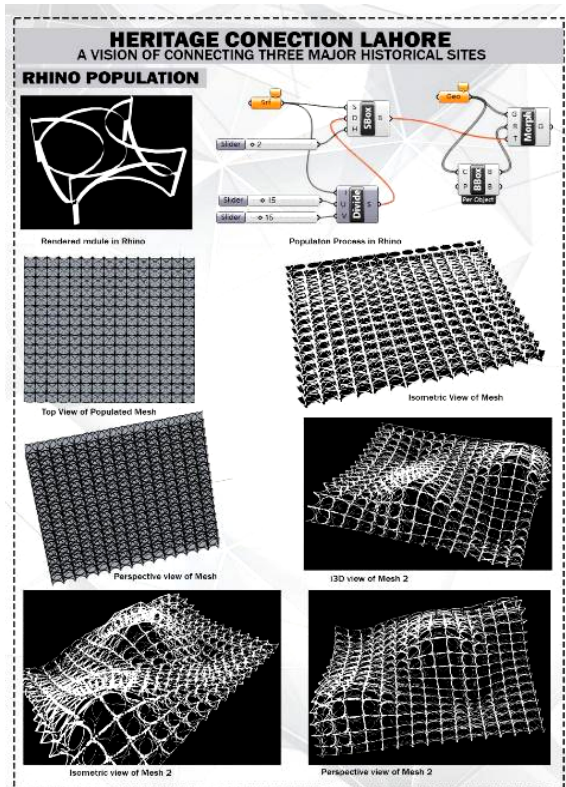 HERITAGE CONECTION LAHORE
A VISION OF CONNECTING THREE MAJOR HISTORICAL SITES
RHINO POPULATION
Srf
S
D
H
SBox
B
Slider 2
Slider 15
Slider 15
I
U
V
Divide
S
Geo
G
B
T
Morph
G
C
P
BBox
B
B
Per Object
Rendered mdule in Rhino
Populaton Process in Rhino
Top View of Populated Mesh
Isometric View of Mesh
Perspective view of Mesh
i3D view of Mesh 2
Isometric view of Mesh 2
Perspective view of Mesh 2